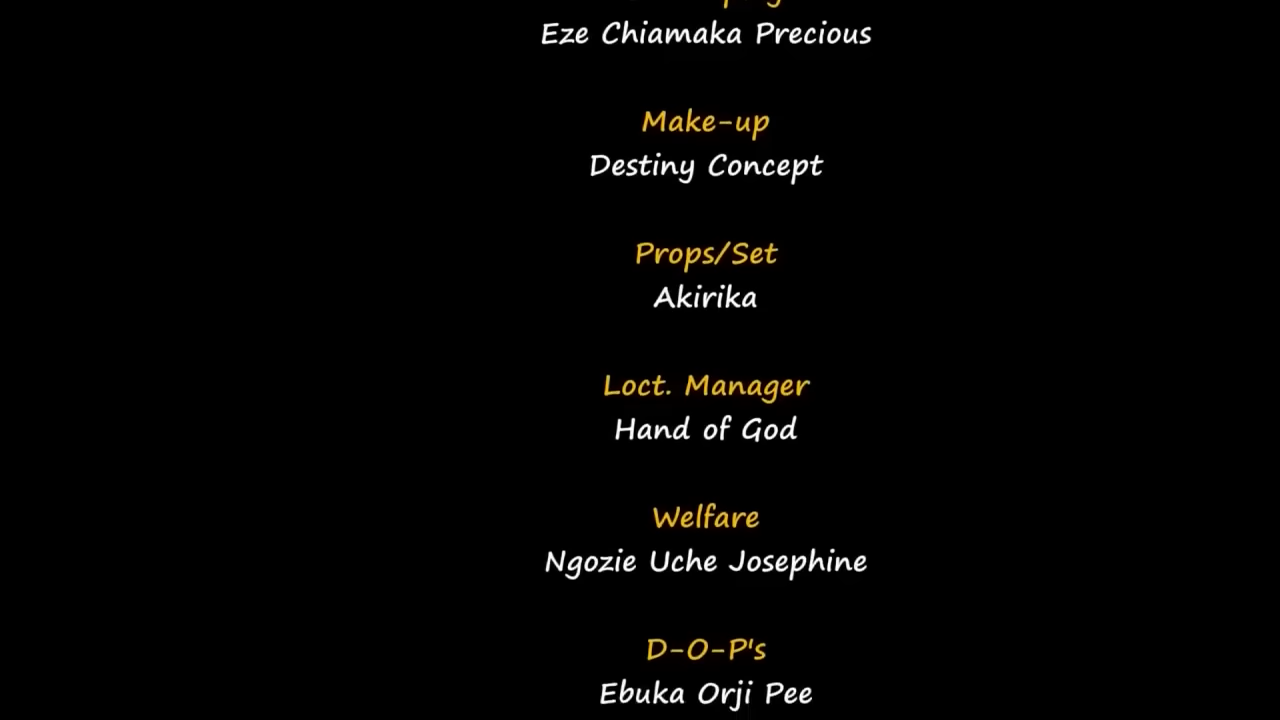 Eze Chiamaka Precious
Make-up
Destiny Concept
Props/Set
Akirika
Loct. Manager
Hand of God
Welfare
Ngozie Uche Josephine
D-O-P's
Ebuka Orji Pee